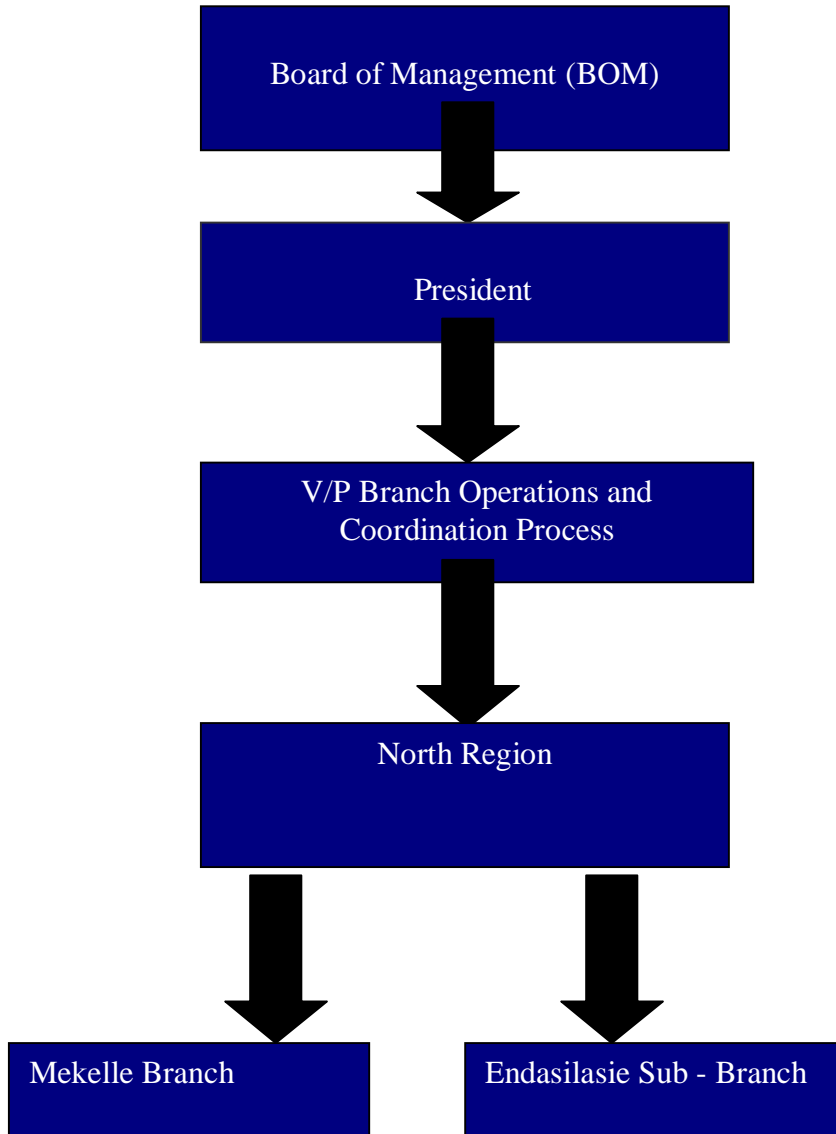 Board of Management (BOM)
President
V/P Branch Operations and
Coordination Process
North Region
Mekelle Branch
Endasilasie Sub - Branch